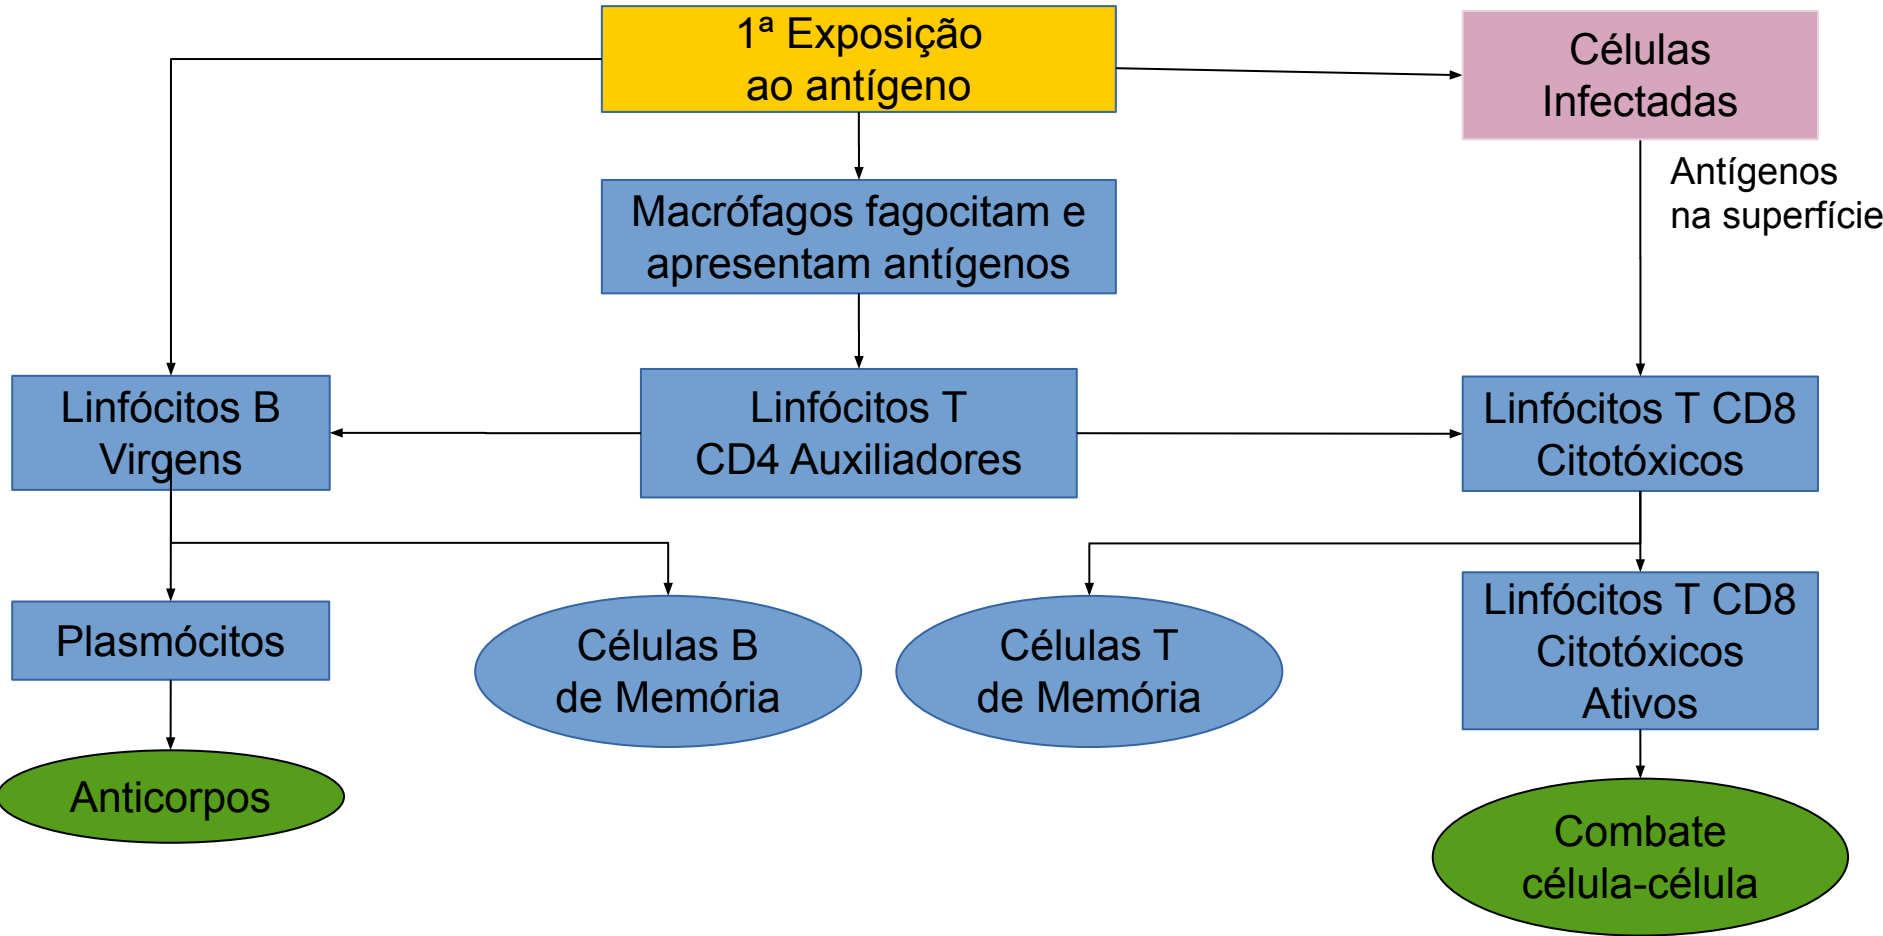 1ª Exposição
ao antígeno
Células
Infectadas
Antígenos
na superfície
Macrófagos fagocitam e
apresentam antígenos
Linfócitos B
Virgens
Linfócitos T
CD4 Auxiliadores
Linfócitos T CD8
Citotóxicos
Plasmócitos
Células B
de Memória
Células T
de Memória
Linfócitos T CD8
Citotóxicos
Ativos
Anticorpos
Combate
célula-célula